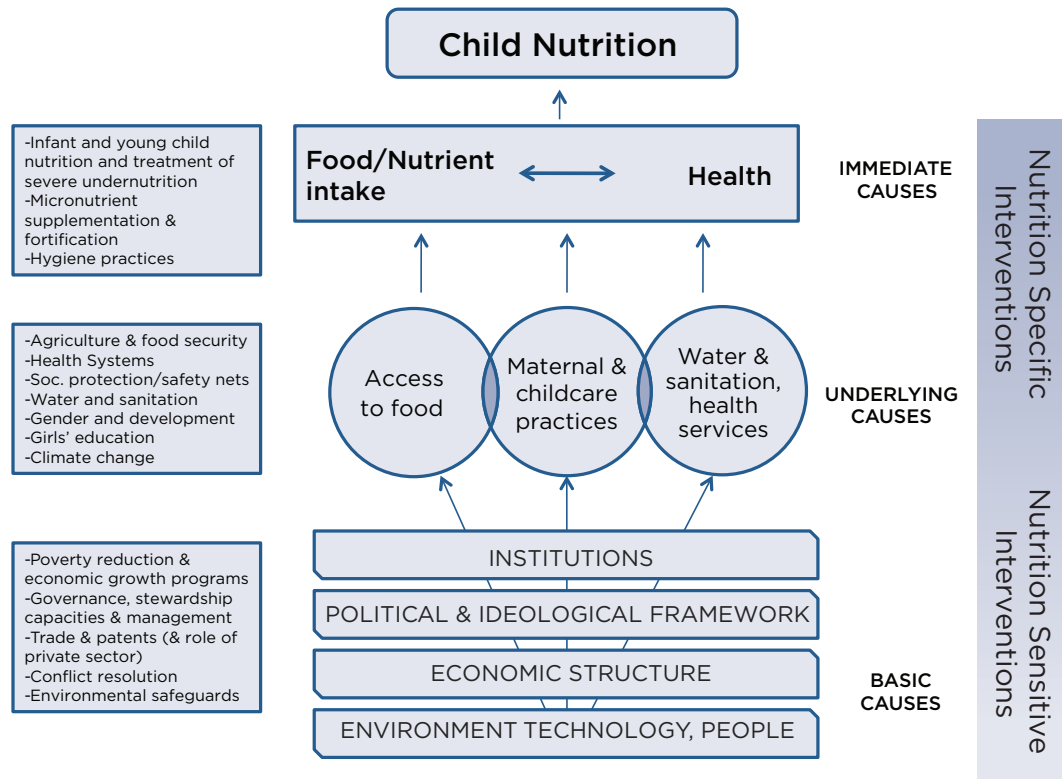 Child Nutrition
-Infant and young child
nutrition and treatment of
severe undernutrition
-Micronutrient
supplementation &
fortification
-Hygiene practices
Food/Nutrient
intake
Health
IMMEDIATE
CAUSES
-Agriculture & food security
-Health Systems
-Soc. protection/safety nets
-Water and sanitation
-Gender and development
-Girls' education
-Climate change
Access
to food
Maternal &
childcare
practices
Water &
sanitation,
health
services
UNDERLYING
CAUSES
-Poverty reduction &
economic growth programs
-Governance, stewardship
capacities & management
-Trade & patents (& role of
private sector)
-Conflict resolution
-Environmental safeguards
INSTITUTIONS
POLITICAL & IDEOLOGICAL FRAMEWORK
ECONOMIC STRUCTURE
ENVIRONMENT TECHNOLOGY, PEOPLE
BASIC
CAUSES
Nutrition Specific
Interventions
Nutrition Sensitive
Interventions